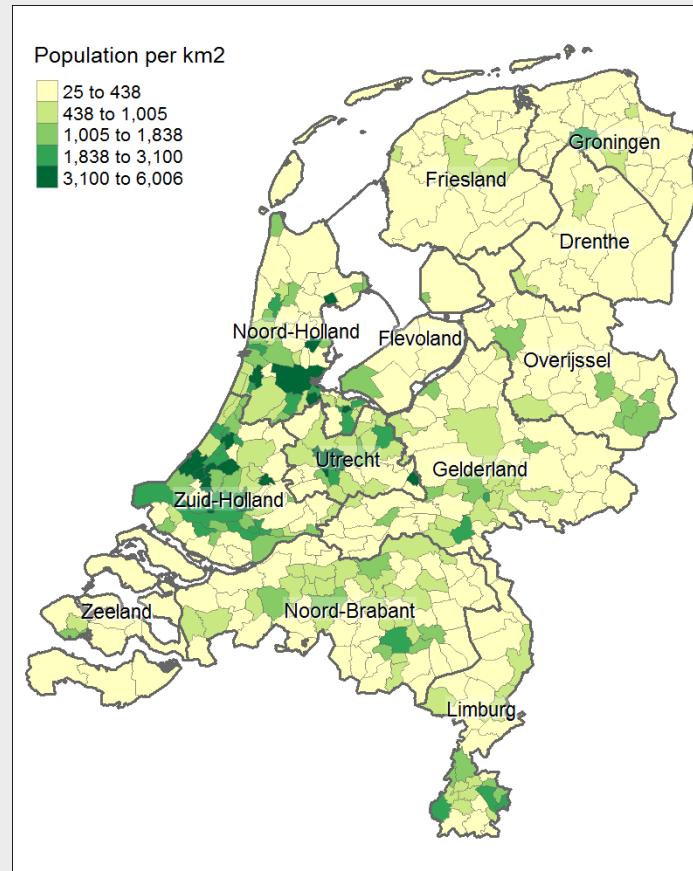 Population per km2
25 to 438
438 to 1,005
1,005 to 1,838
1,838 to 3,100
3,100 to 6,006
Groningen
Friesland
Drenthe
Noord-Holland
Flevoland
Overijssel
Utrecht
Gelderland
Zuid-Holland
Zeeland
Noord-Brabant
Limburg